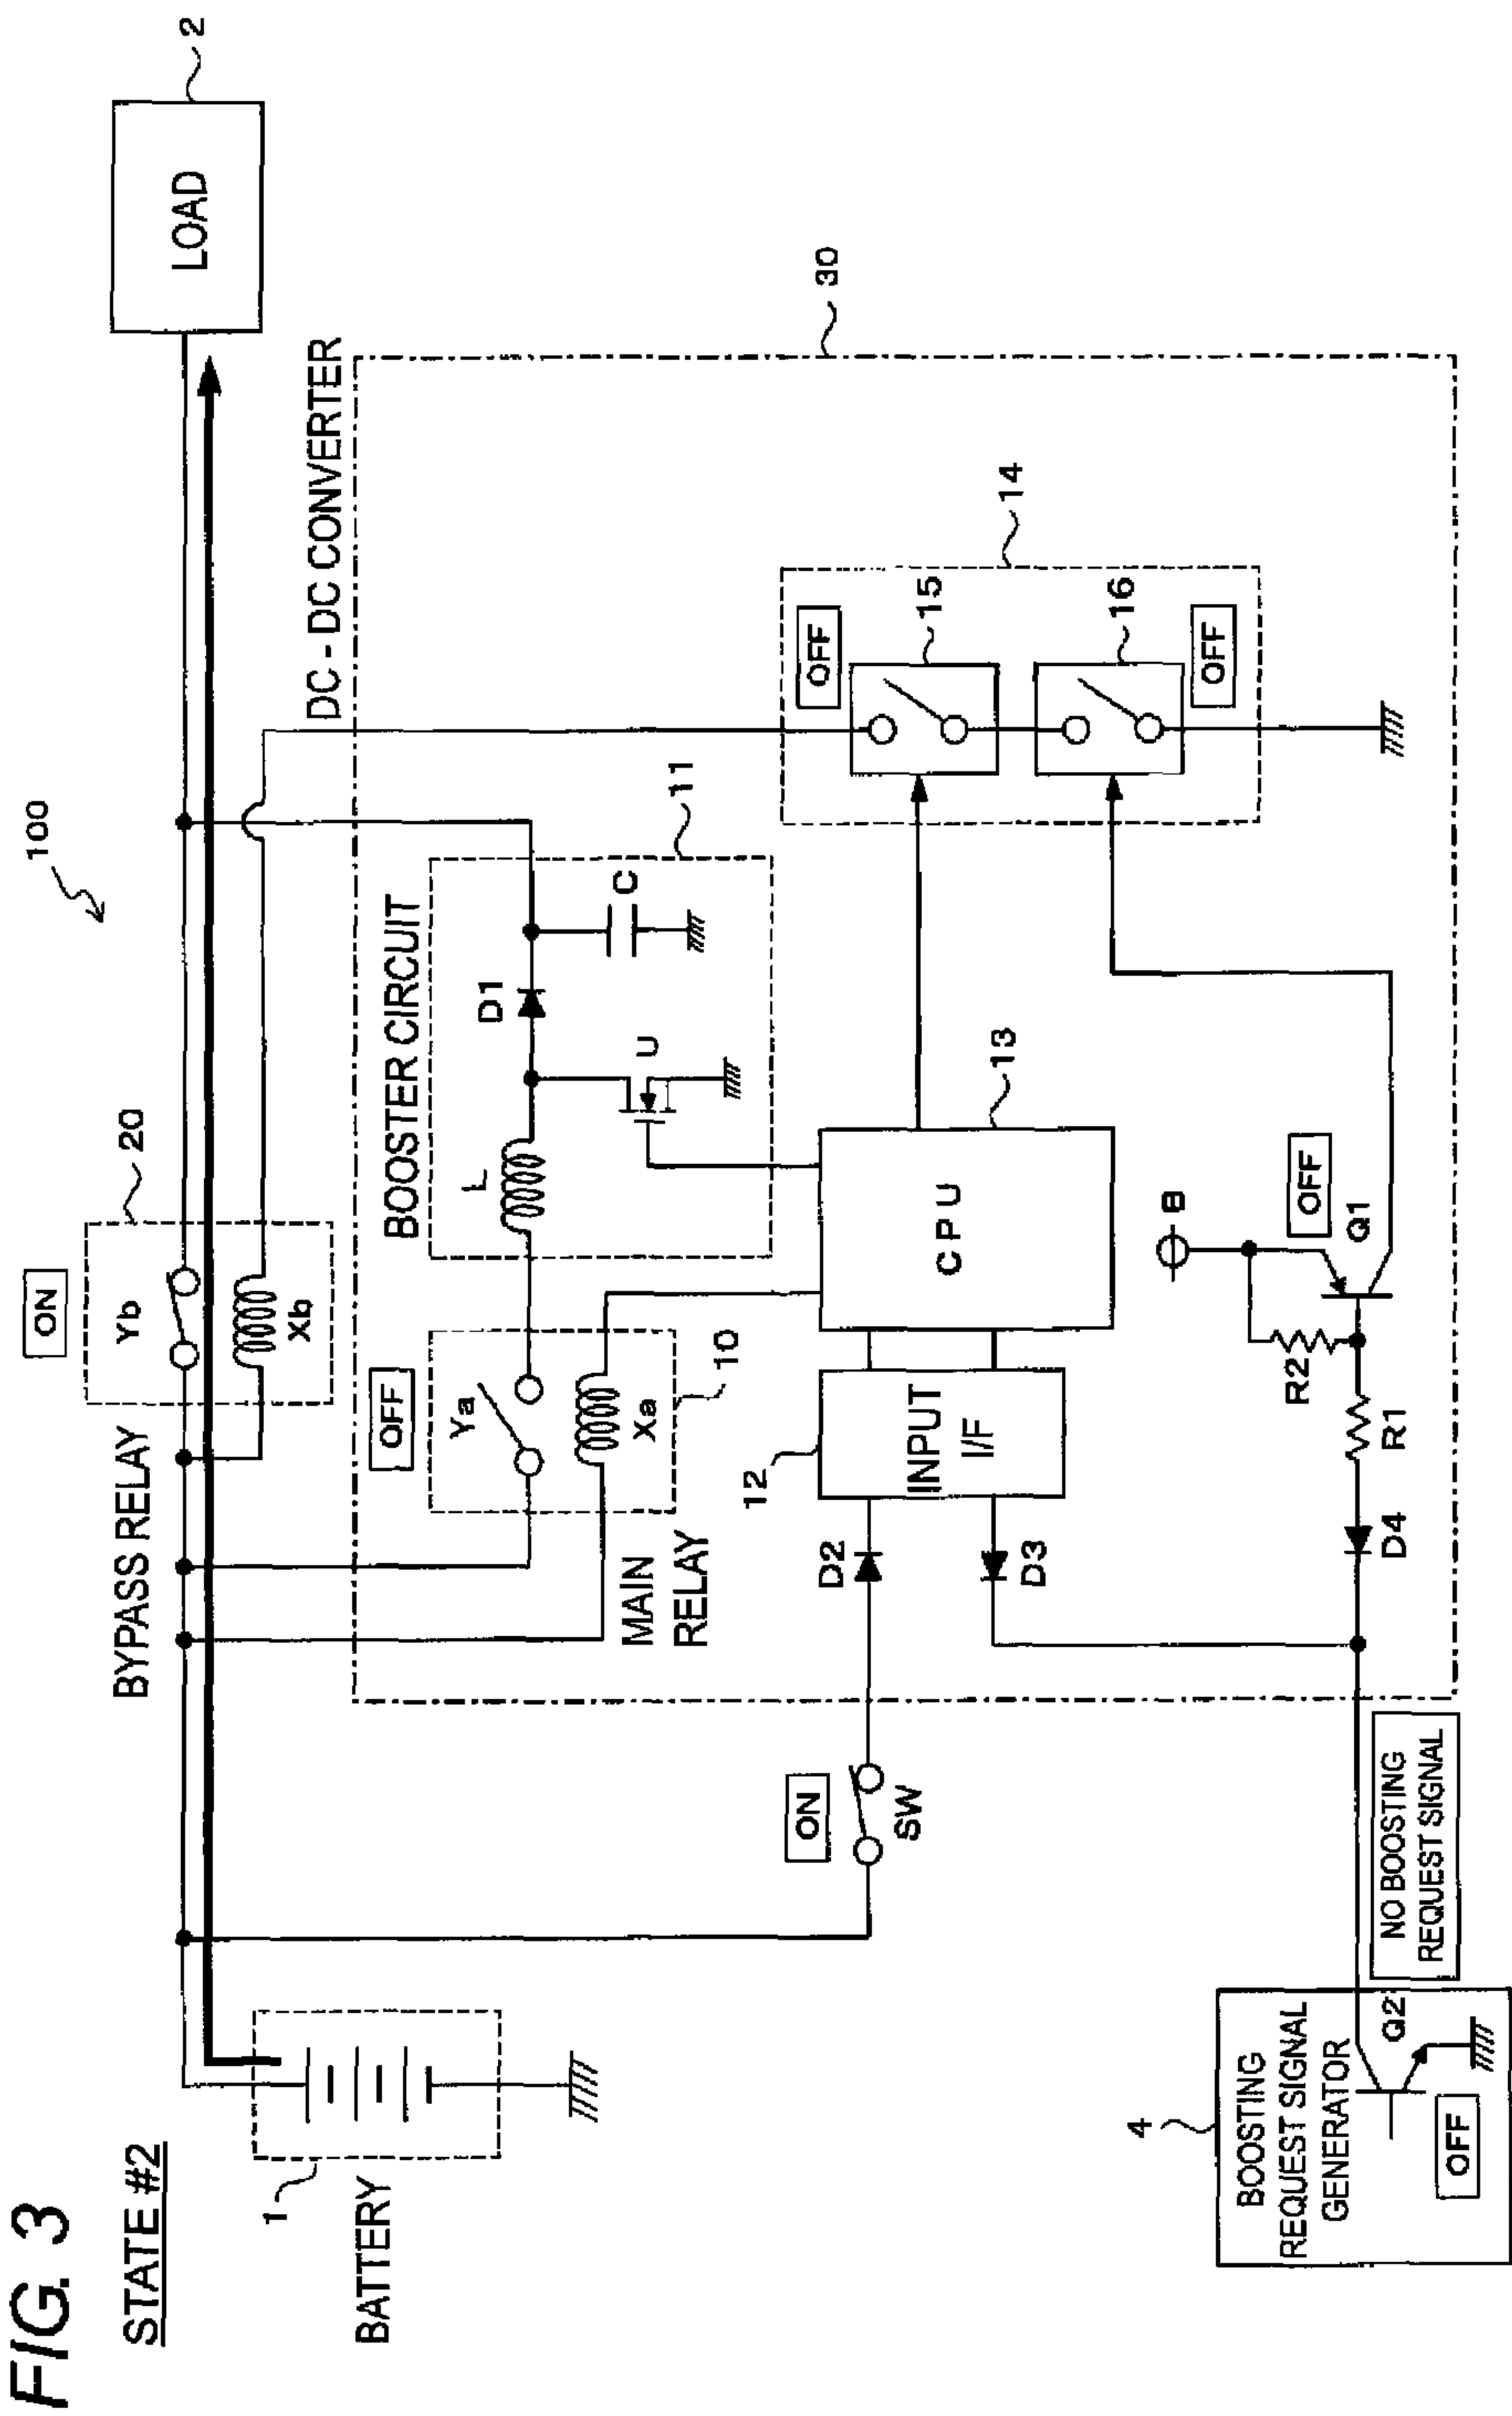 FIG. 3
STATE #2
100
ON
BYPASS RELAY
20
Yb
Xb
LOAD
2
1
BATTERY
DC - DC CONVERTER
30
OFF
Ya
Xa
10
MAIN
RELAY
BOOSTER CIRCUIT
11
L
D1
U
C
ON
SW
D2
12
INPUT
I/F
D3
CPU
13
14
OFF
15
16
OFF
B
OFF
Q1
R2
R1
D4
4
BOOSTING
REQUEST SIGNAL
GENERATOR
Q2
OFF
NO BOOSTING
REQUEST SIGNAL